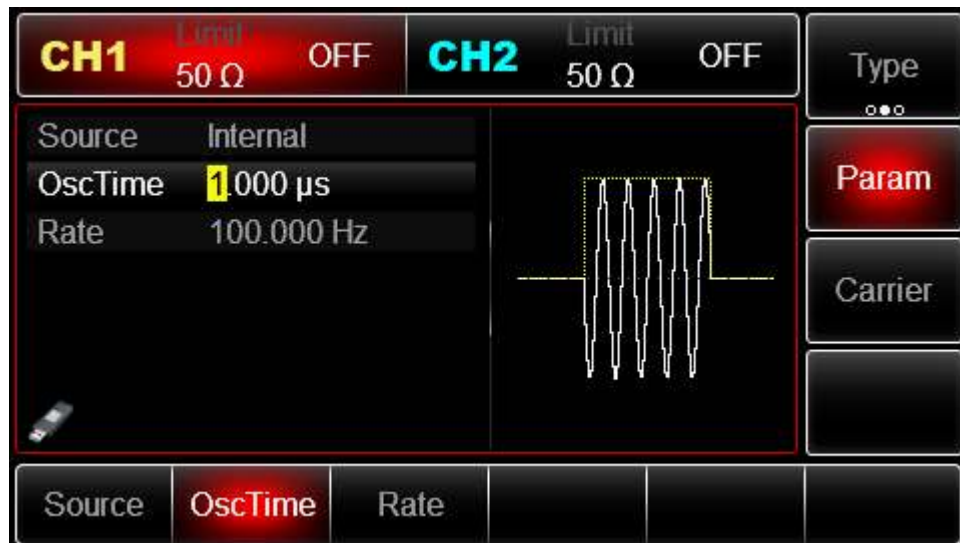 CH1 Limit 50 Ω OFF CH2 Limit 50 Ω OFF
Type
Source Internal
OscTime 1.000 µs
Rate 100.000 Hz
Param
Carrier
Source OscTime Rate